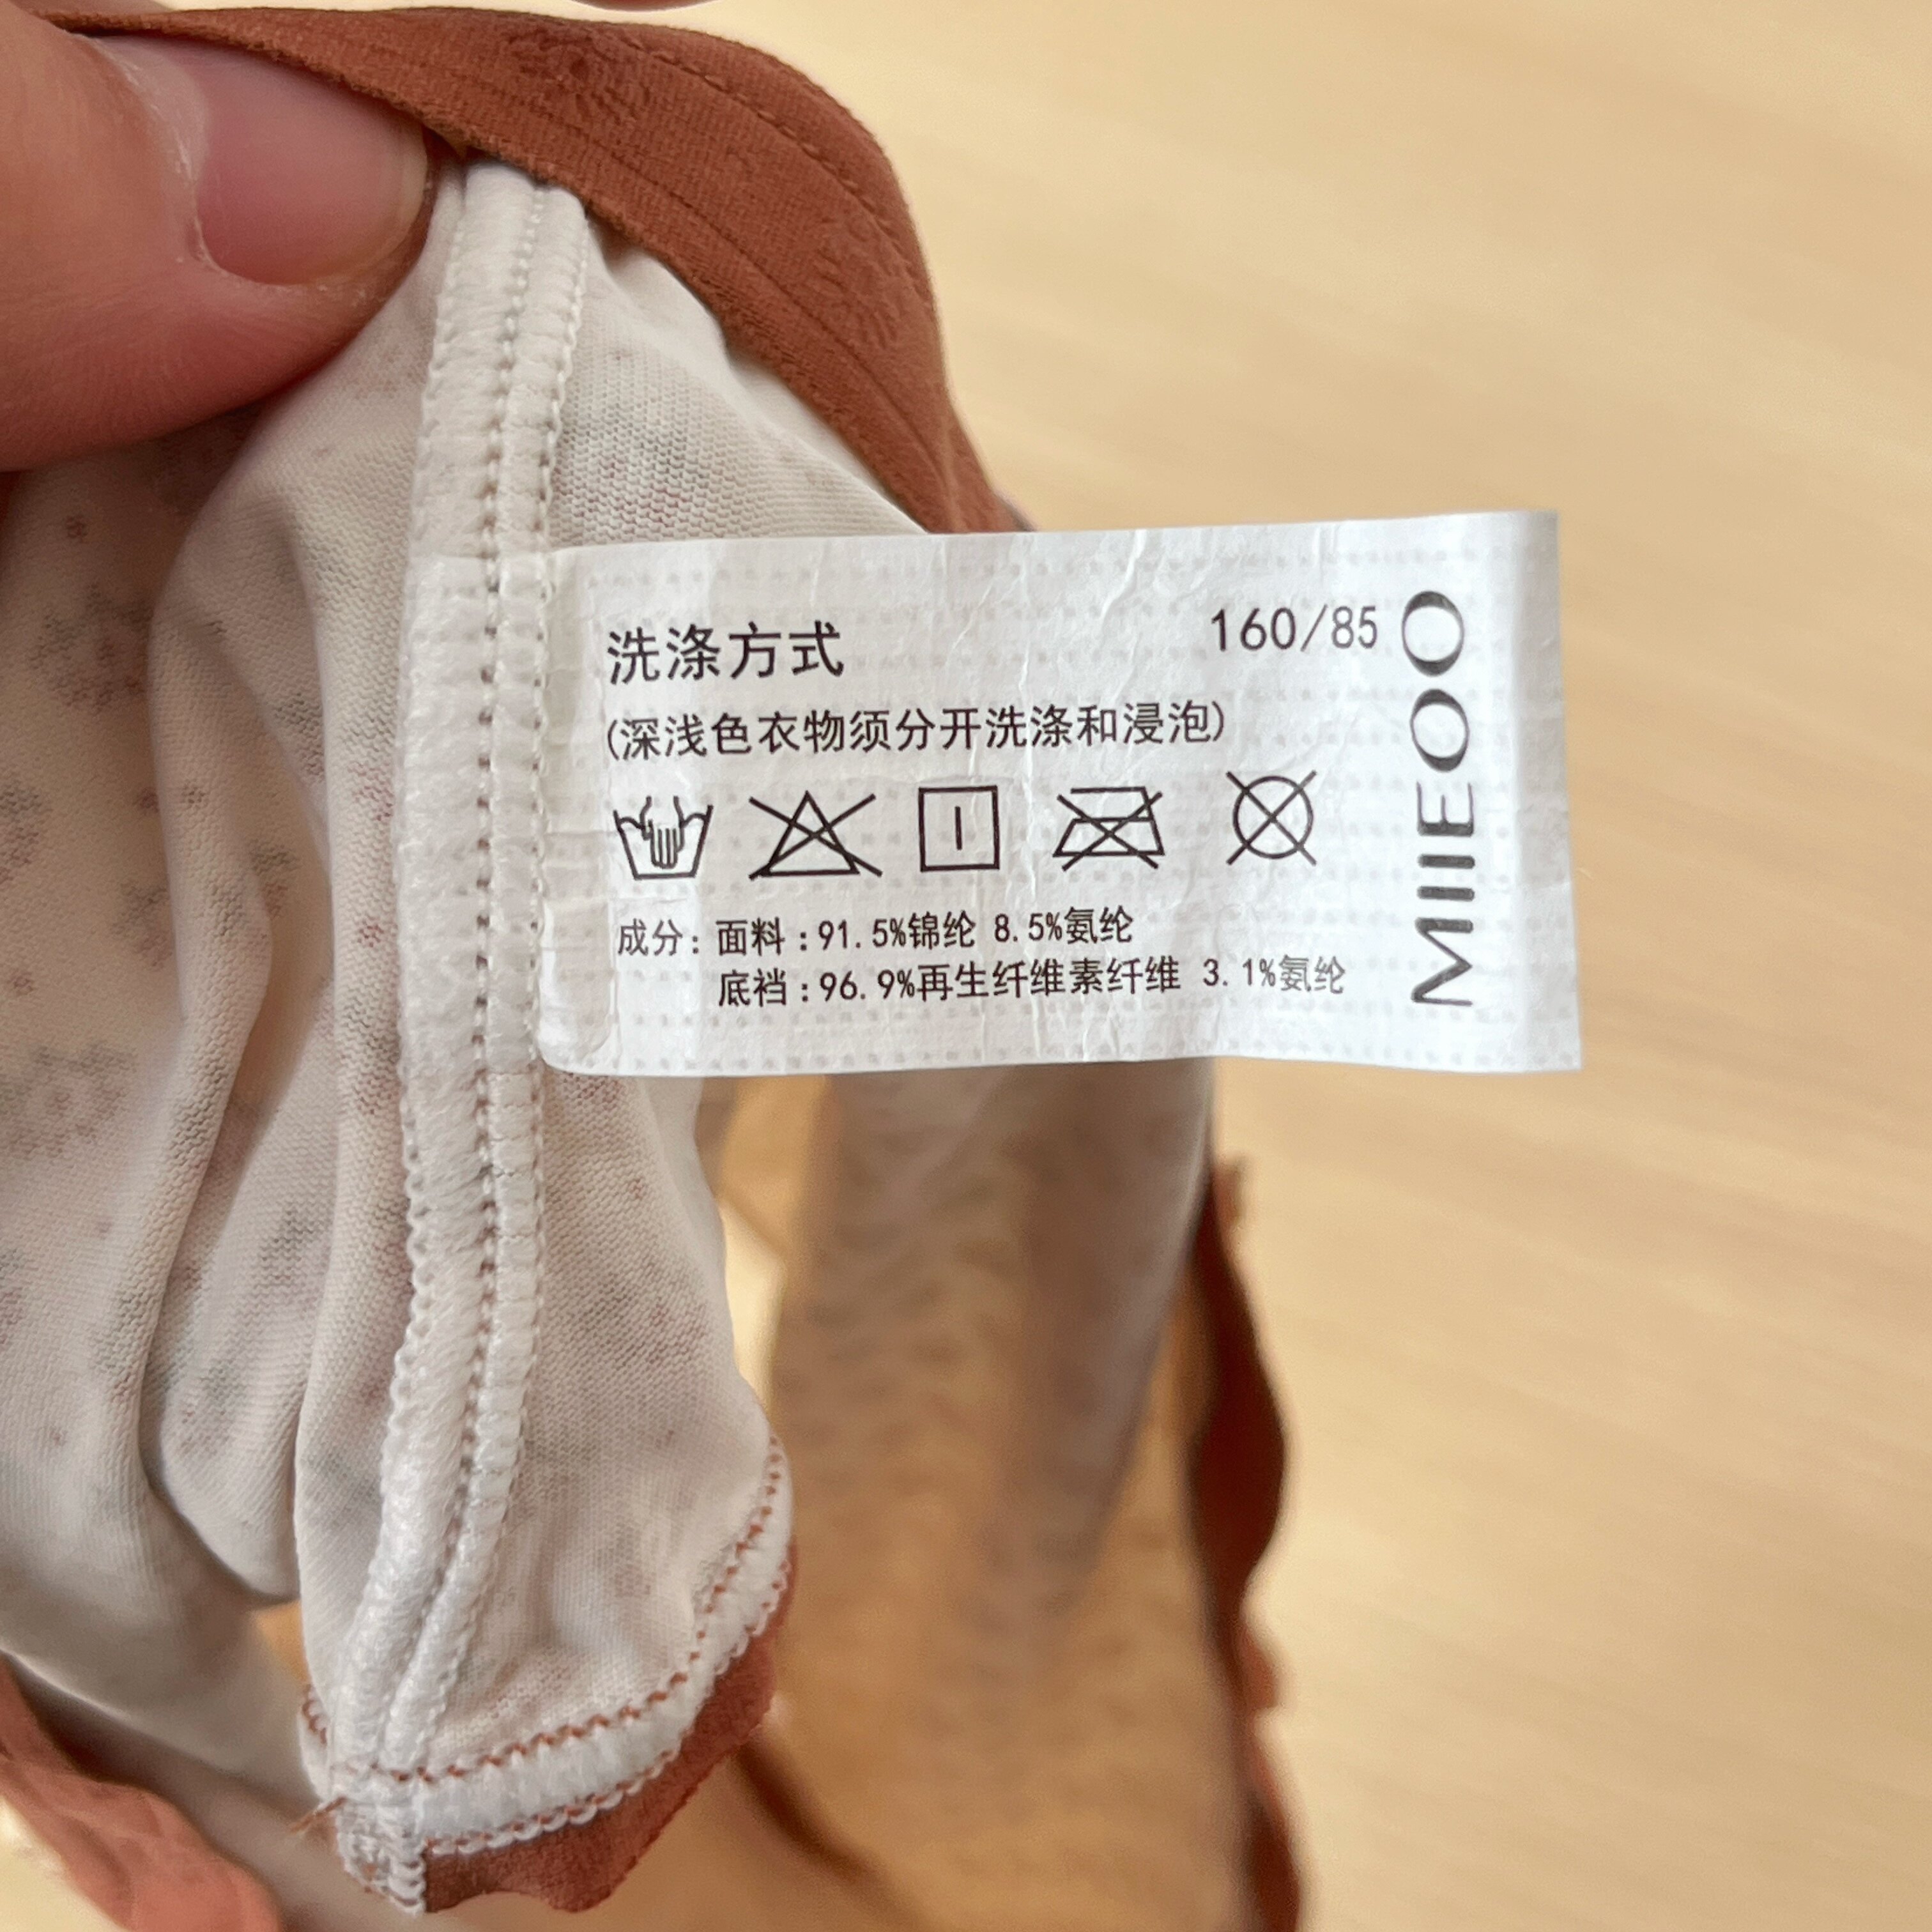 洗涤方式 160/85
(深浅色衣物须分开洗涤和浸泡)
成分: 面料:91.5%锦纶 8.5%氨纶
底裆:96.9%再生纤维素纤维 3.1%氨纶
MIIEOO